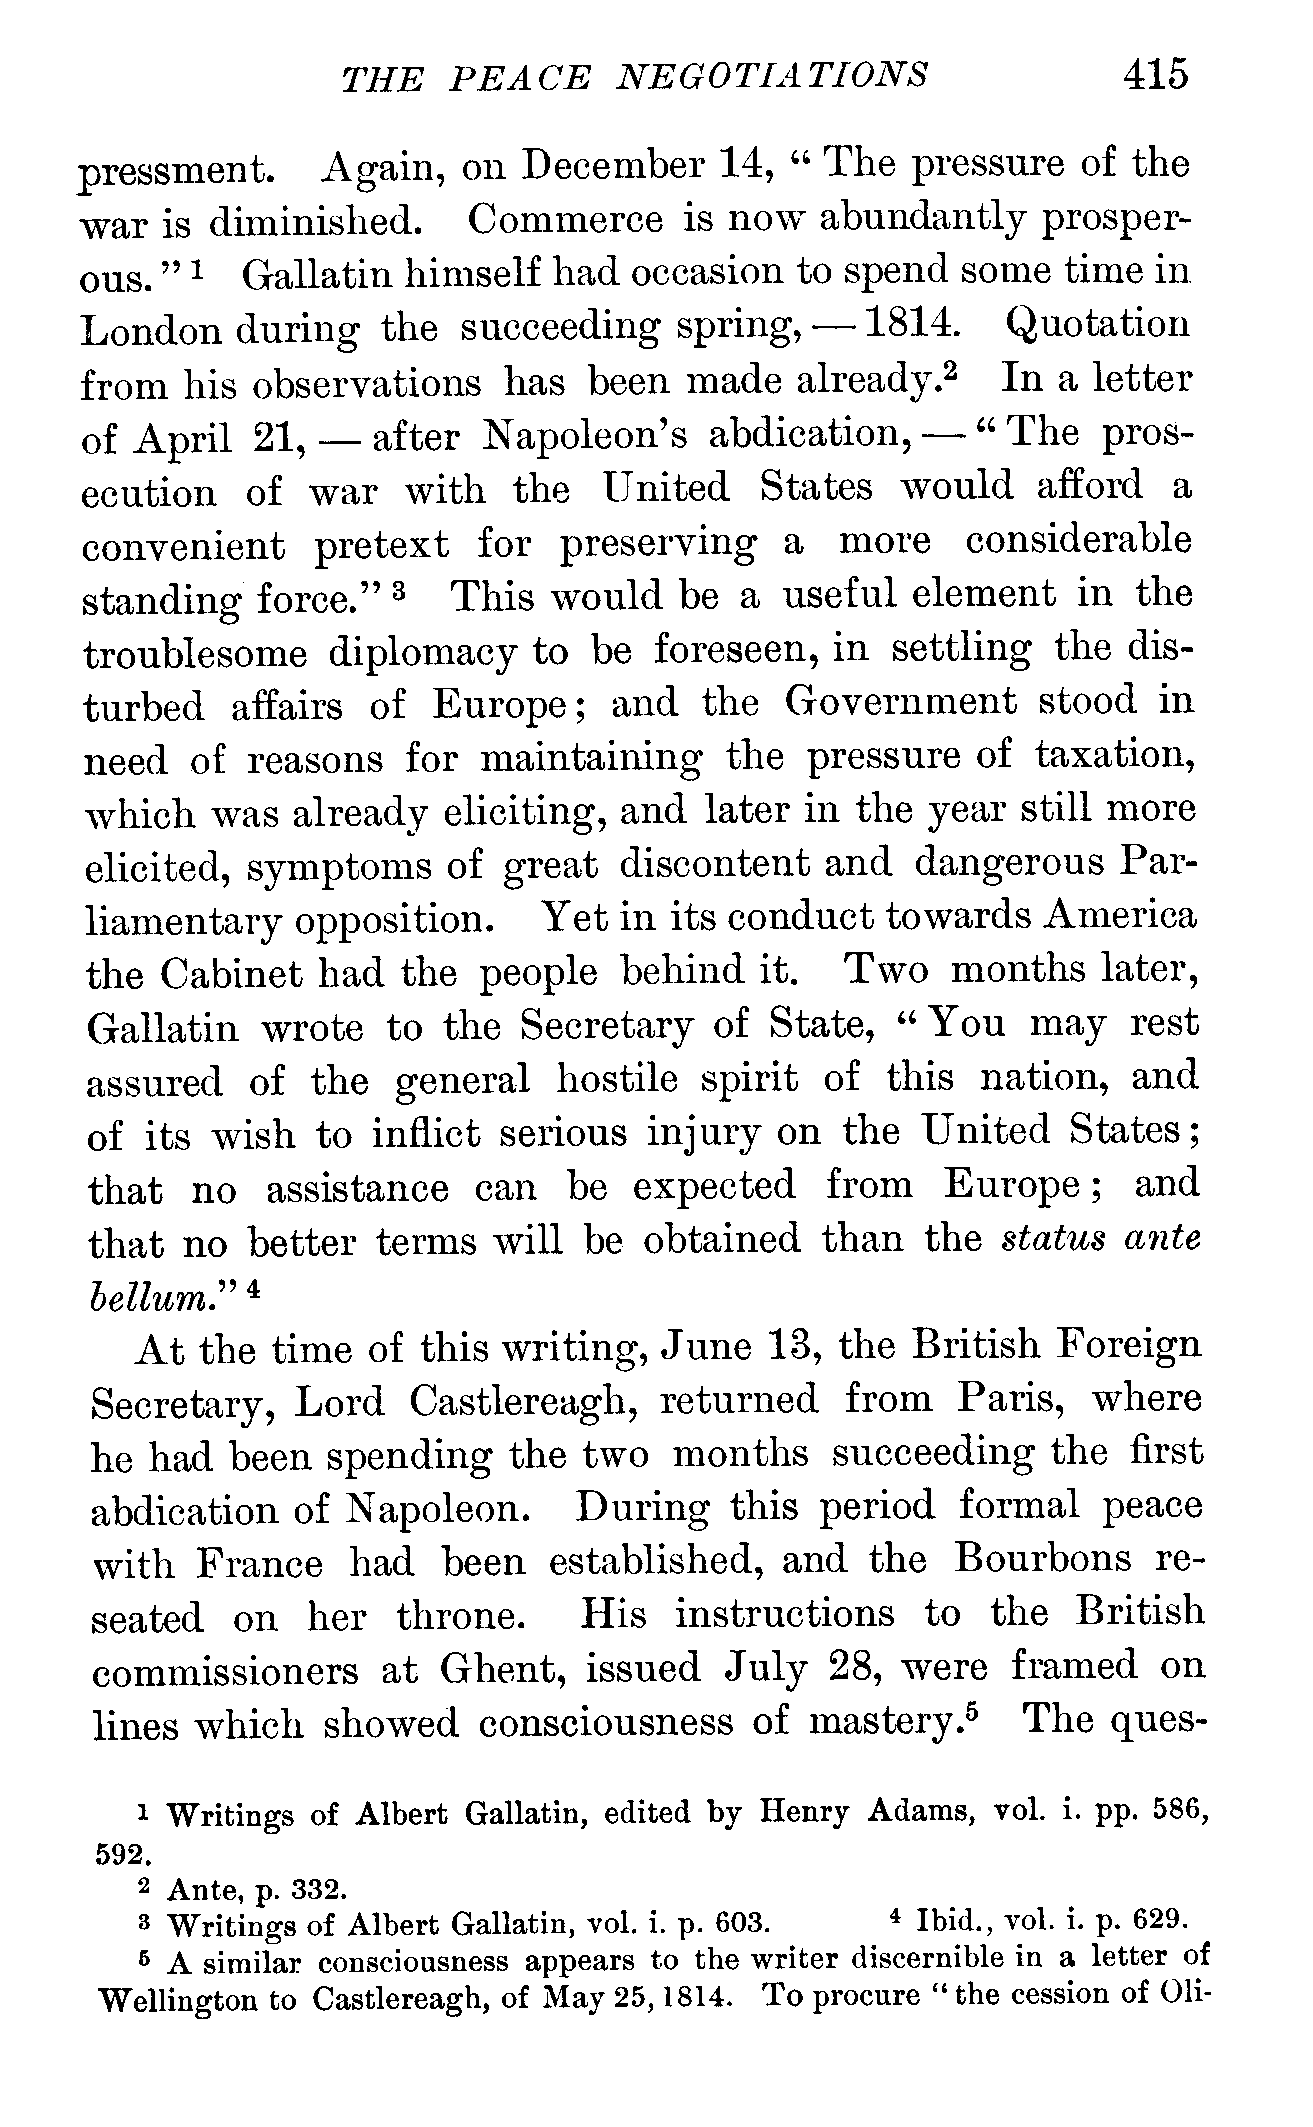 THE PEACE NEGOTIATIONS 415
pressment. Again, on December 14, “ The pressure of the
war is diminished. Commerce is now abundantly prosper-
ous.” 1 Gallatin himself had occasion to spend some time in
London during the succeeding spring, — 1814. Quotation
from his observations has been made already.2 In a letter
of April 21, — after Napoleon’s abdication, — “ The pros-
ecution of war with the United States would afford a
convenient pretext for preserving a more considerable
standing force.” 3 This would be a useful element in the
troublesome diplomacy to be foreseen, in settling the dis-
turbed affairs of Europe; and the Government stood in
need of reasons for maintaining the pressure of taxation,
which was already eliciting, and later in the year still more
elicited, symptoms of great discontent and dangerous Par-
liamentary opposition. Yet in its conduct towards America
the Cabinet had the people behind it. Two months later,
Gallatin wrote to the Secretary of State, “ You may rest
assured of the general hostile spirit of this nation, and
of its wish to inflict serious injury on the United States;
that no assistance can be expected from Europe; and
that no better terms will be obtained than the status ante
bellum.” 4
At the time of this writing, June 13, the British Foreign
Secretary, Lord Castlereagh, returned from Paris, where
he had been spending the two months succeeding the first
abdication of Napoleon. During this period formal peace
with France had been established, and the Bourbons re-
seated on her throne. His instructions to the British
commissioners at Ghent, issued July 28, were framed on
lines which showed consciousness of mastery.5 The ques-
1 Writings of Albert Gallatin, edited by Henry Adams, vol. i. pp. 586,
592.
2 Ante, p. 332.
3 Writings of Albert Gallatin, vol. i. p. 603. 4 Ibid., vol. i. p. 629.
5 A similar consciousness appears to the writer discernible in a letter of
Wellington to Castlereagh, of May 25, 1814. To procure “ the cession of Oli-